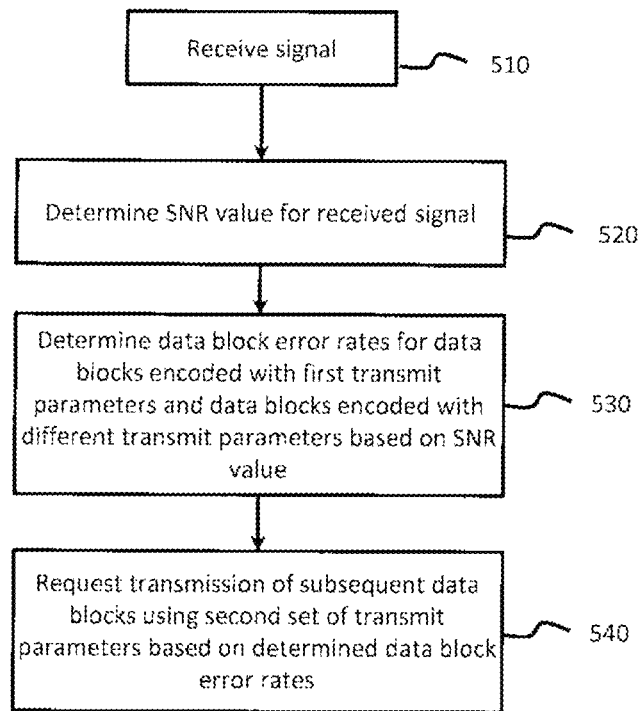 Receive signal
510
Determine SNR value for received signal
520
Determine data block error rates for data
blocks encoded with first transmit
parameters and data blocks encoded with
different transmit parameters based on SNR
value
530
Request transmission of subsequent data
blocks using second set of transmit
parameters based on determined data block
error rates
540